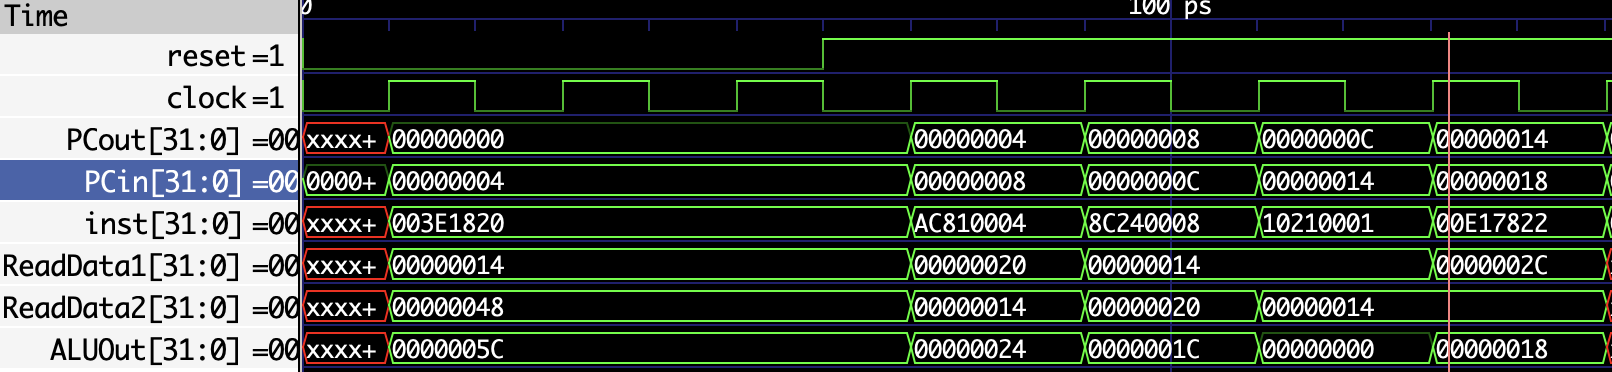 Time 0 100 ps
reset =1
clock =1
PCout[31:0] =00 xxxx+ 00000000 00000004 00000008 0000000C 00000014
PCin[31:0] =00 0000+ 00000004 00000008 0000000C 00000014 00000018
inst[31:0] =00 xxxx+ 003E1820 AC810004 8C240008 10210001 00E17822
ReadData1[31:0] =00 xxxx+ 00000014 00000020 00000014 0000002C
ReadData2[31:0] =00 xxxx+ 00000048 00000014 00000020 00000014
ALUOut[31:0] =00 xxxx+ 0000005C 00000024 0000001C 00000000 00000018